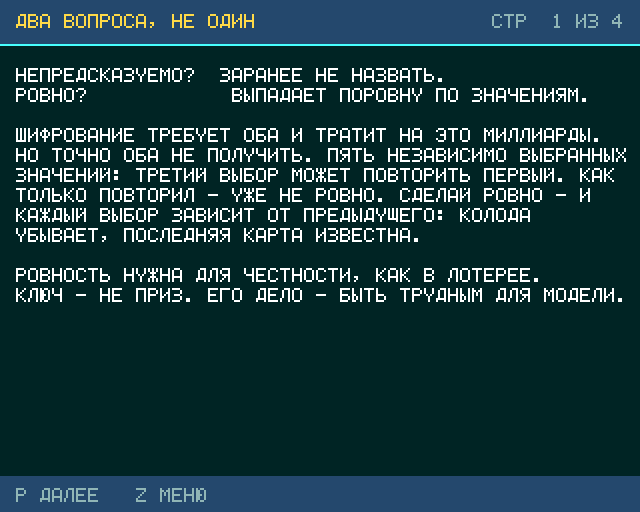 ДВА ВОПРОСА, НЕ ОДИН СТР 1 ИЗ 4
НЕПРЕДСКАЗУЕМО? ЗАРАНЕЕ НЕ НАЗВАТЬ.
РОВНО? ВЫПАДАЕТ ПОРОВНУ ПО ЗНАЧЕНИЯМ.
ШИФРОВАНИЕ ТРЕБУЕТ ОБА И ТРАТИТ НА ЭТО МИЛЛИАРДЫ.
НО ТОЧНО ОБА НЕ ПОЛУЧИТЬ. ПЯТЬ НЕЗАВИСИМО ВЫБРАННЫХ
ЗНАЧЕНИЙ: ТРЕТИЙ ВЫБОР МОЖЕТ ПОВТОРИТЬ ПЕРВЫЙ. КАК
ТОЛЬКО ПОВТОРИЛ - УЖЕ НЕ РОВНО. СДЕЛАЙ РОВНО - И
КАЖДЫЙ ВЫБОР ЗАВИСИТ ОТ ПРЕДЫДУЩЕГО: КОЛОДА
УБЫВАЕТ, ПОСЛЕДНЯЯ КАРТА ИЗВЕСТНА.
РОВНОСТЬ НУЖНА ДЛЯ ЧЕСТНОСТИ, КАК В ЛОТЕРЕЕ.
КЛЮЧ - НЕ ПРИЗ. ЕГО ДЕЛО - БЫТЬ ТРУДНЫМ ДЛЯ МОДЕЛИ.
P ДАЛЕЕ Z МЕНЮ